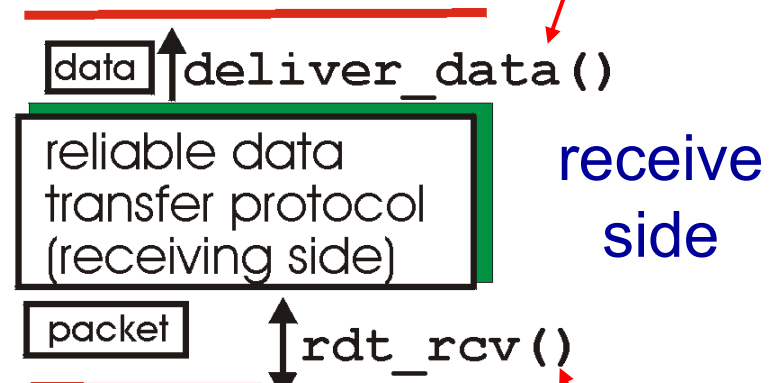 data deliver_data()
reliable data
transfer protocol
(receiving side)
receive
side
packet
rdt_rcv()